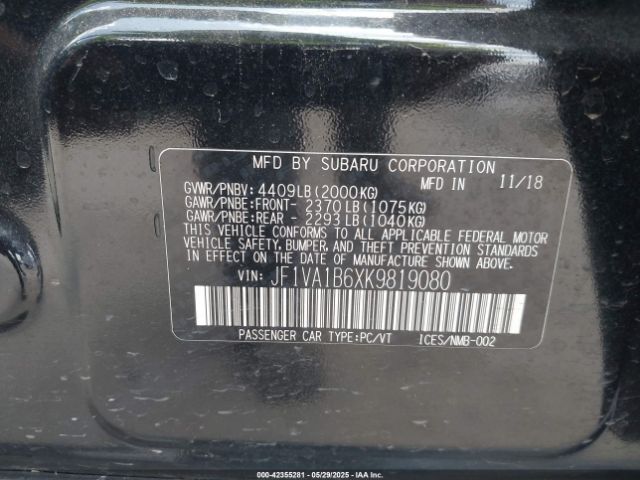 MFD BY SUBARU CORPORATION
GVWR/PNBV: 4409LB(2000KG) MFD IN 11/18
GAWR/PNBE:FRONT- 2370LB(1075KG)
GAWR/PNBE:REAR - 2293LB(1040KG)
THIS VEHICLE CONFORMS TO ALL APPLICABLE FEDERAL MOTOR
VEHICLE SAFETY, BUMPER, AND THEFT PREVENTION STANDARDS
IN EFFECT ON THE DATE OF MANUFACTURE SHOWN ABOVE.
VIN: JF1VA1B6XK9819080
PASSENGER CAR TYPE:PC/VT ICES/NMB-002
000-42355281 - 05/29/2025 - IAAI.COM